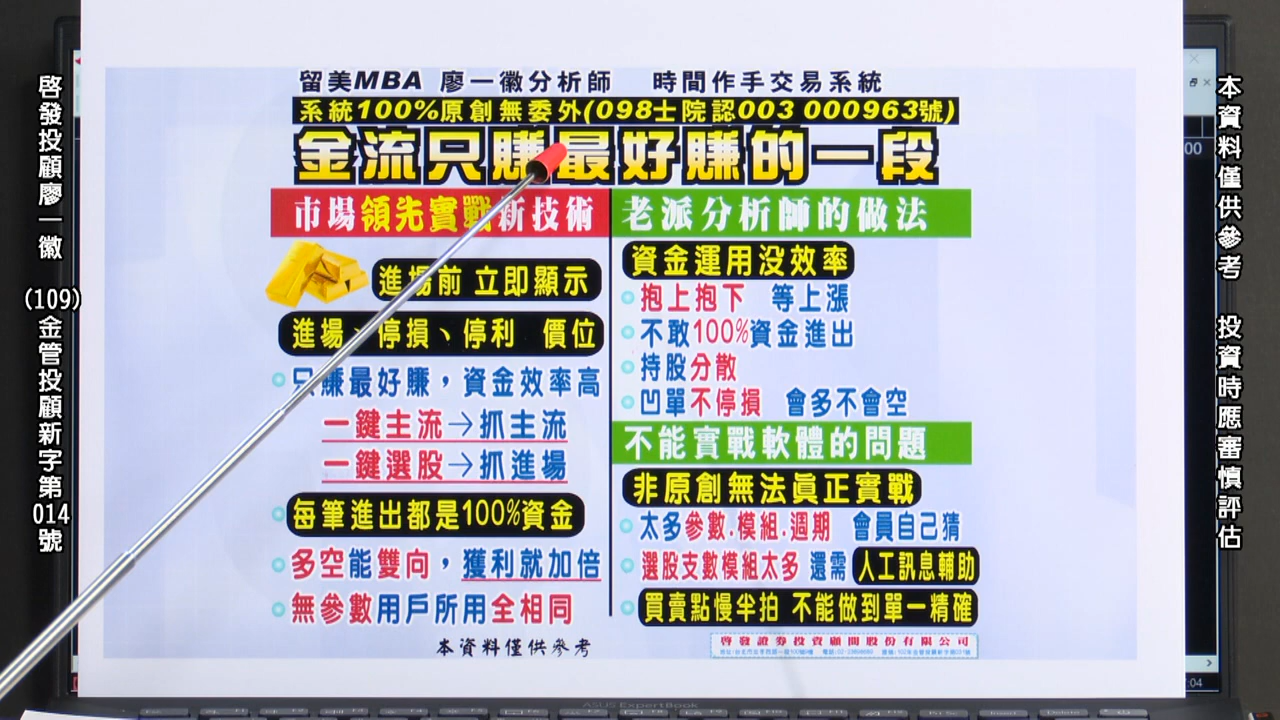 啓發投顧廖一徽 (109)金管投顧新字第014號
留美MBA 廖一徽分析師 時間作手交易系統
系統100%原創無委外(098士院認003 000963號)
金流只賺最好賺的一段
市場領先實戰新技術
進場前 立即顯示
進場、停損、停利 價位
只賺最好賺,資金效率高
一鍵主流→抓主流
一鍵選股→抓進場
每筆進出都是100%資金
多空能雙向,獲利就加倍
無參數用戶所用全相同
老派分析師的做法
資金運用沒效率
抱上抱下 等上漲
不敢100%資金進出
持股分散
凹單不停損 會多不會空
不能實戰軟體的問題
非原創無法真正實戰
太多參數.模組.週期 會員自己猜
選股支數模組太多 還需人工訊息輔助
買賣點慢半拍 不能做到單一精確
本資料僅供參考
啓發證券投資顧問股份有限公司
本資料僅供參考 投資時應審慎評估
00
:04
ASUS ExpertBook